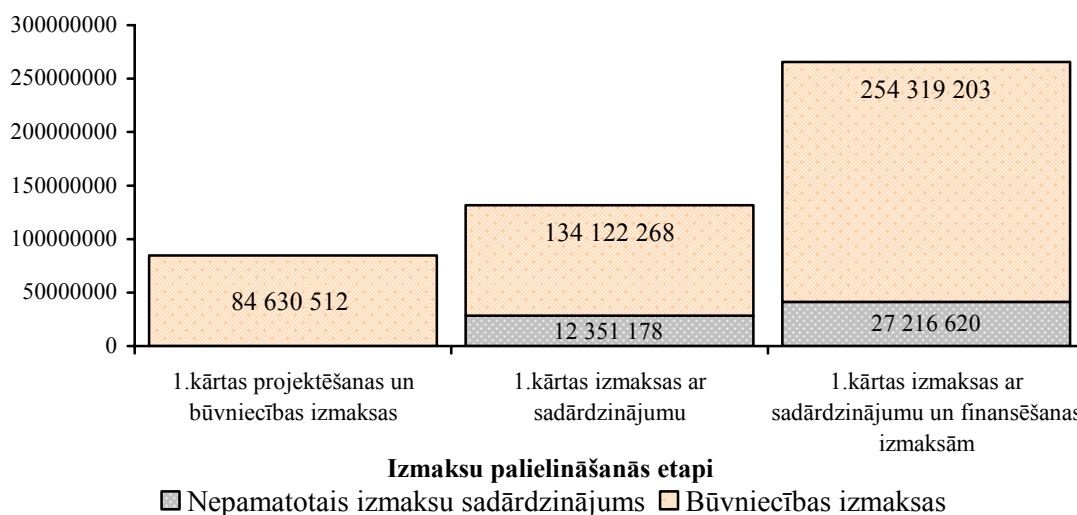 300000000
250000000
200000000
150000000
100000000
50000000
0
84 630 512
134 122 268
12 351 178
254 319 203
27 216 620
1.kārtas projektēšanas un
būvniecības izmaksas
1.kārtas izmaksas ar
sadārdzinājumu
1.kārtas izmaksas ar
sadārdzinājumu un finansēšanas
izmaksām
Izmaksu palielināšanās etapi
Nepamatotais izmaksu sadārdzinājums Būvniecības izmaksas